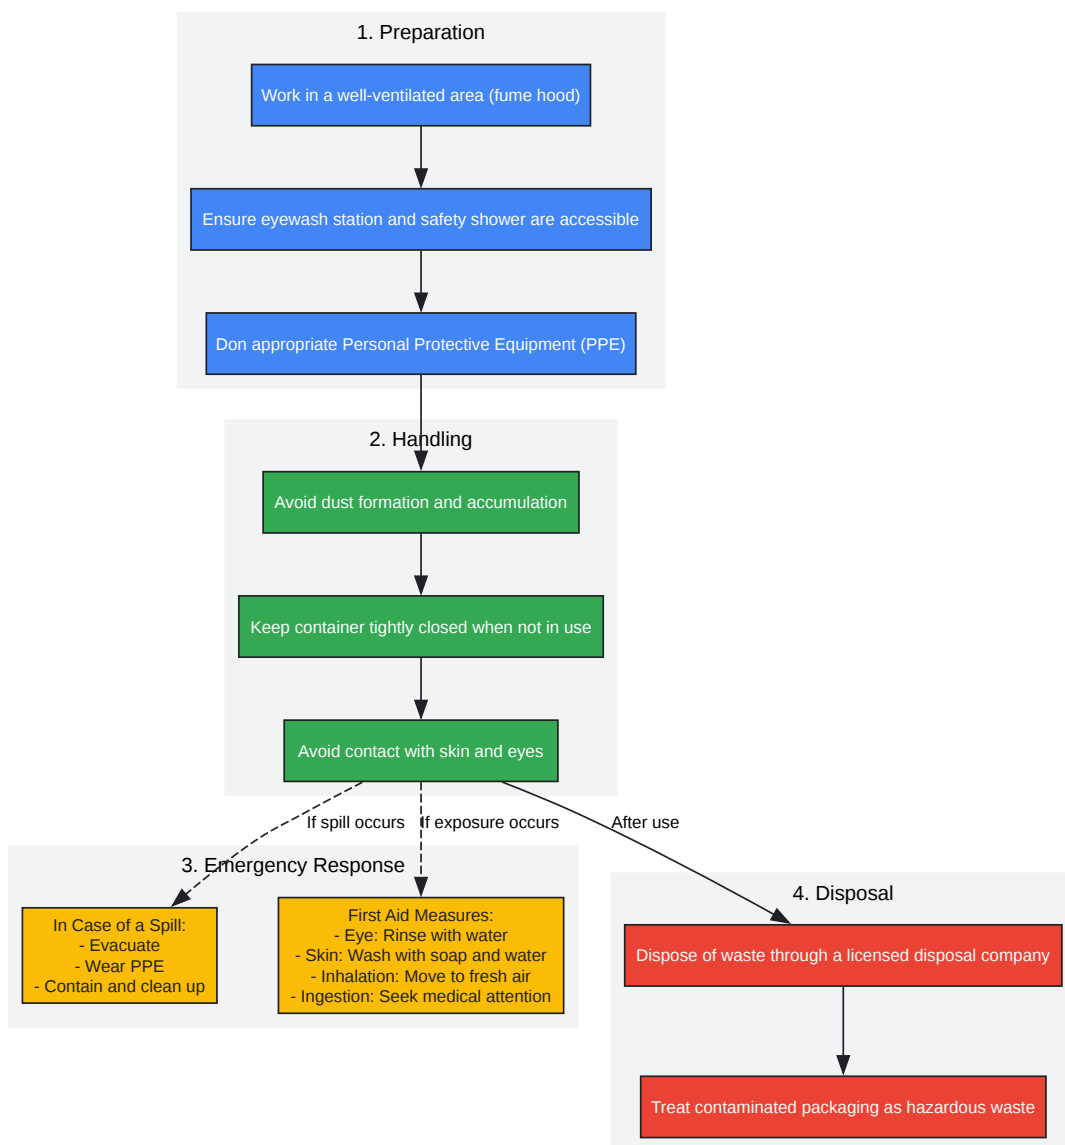 1. Preparation
Work in a well-ventilated area (fume hood)
Ensure eyewash station and safety shower are accessible
Don appropriate Personal Protective Equipment (PPE)
2. Handling
Avoid dust formation and accumulation
Keep container tightly closed when not in use
Avoid contact with skin and eyes
If spill occurs
If exposure occurs
After use
3. Emergency Response
In Case of a Spill:
- Evacuate
- Wear PPE
- Contain and clean up
First Aid Measures:
- Eye: Rinse with water
- Skin: Wash with soap and water
- Inhalation: Move to fresh air
- Ingestion: Seek medical attention
4. Disposal
Dispose of waste through a licensed disposal company
Treat contaminated packaging as hazardous waste